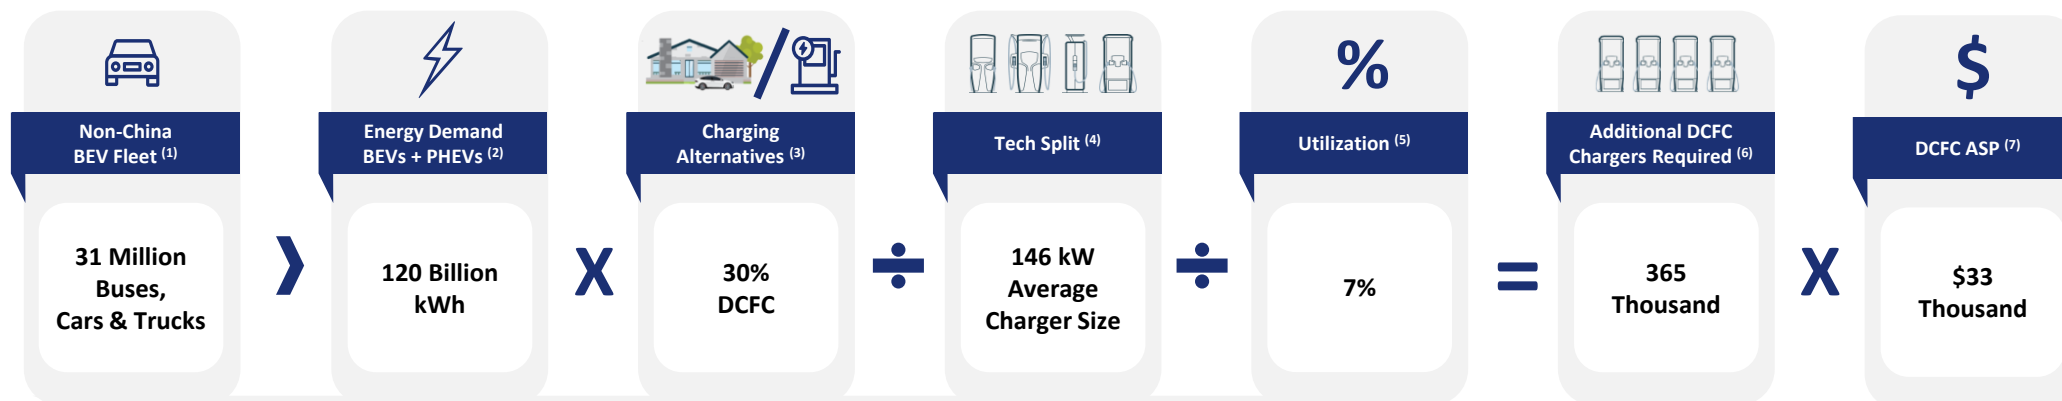 Non-China
BEV Fleet (1)
31 Million
Buses,
Cars & Trucks
❯
Energy Demand
BEVs + PHEVs (2)
120 Billion
kWh
X
/
Charging
Alternatives (3)
30%
DCFC
÷
Tech Split (4)
146 kW
Average
Charger Size
÷
%
Utilization (5)
7%
=
Additional DCFC
Chargers Required (6)
365
Thousand
X
$
DCFC ASP (7)
$33
Thousand